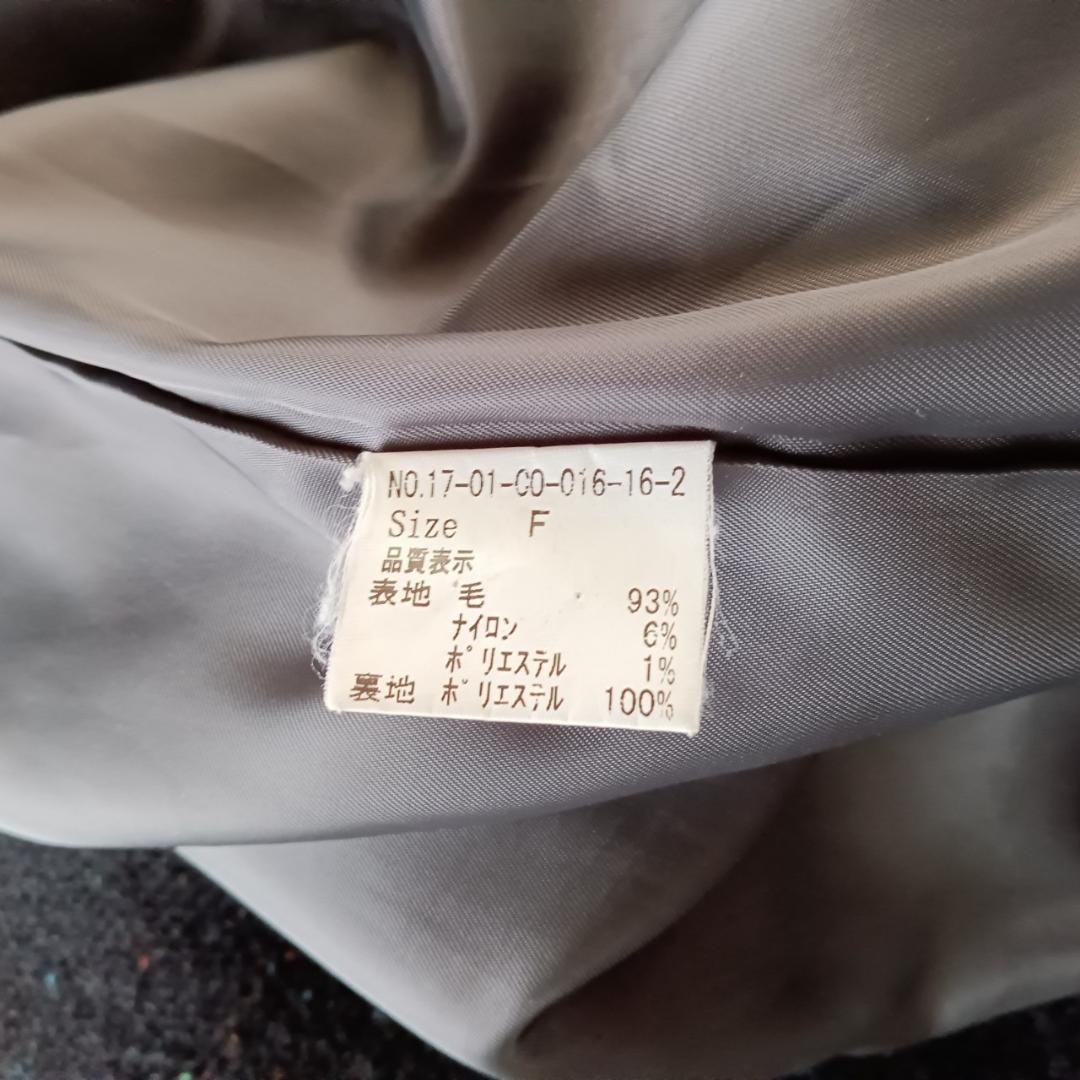 NO.17-01-CO-016-16-2
Size F
品質表示
表地 毛 93%
ナイロン 6%
ポリエステル 1%
裏地 ポリエステル 100%